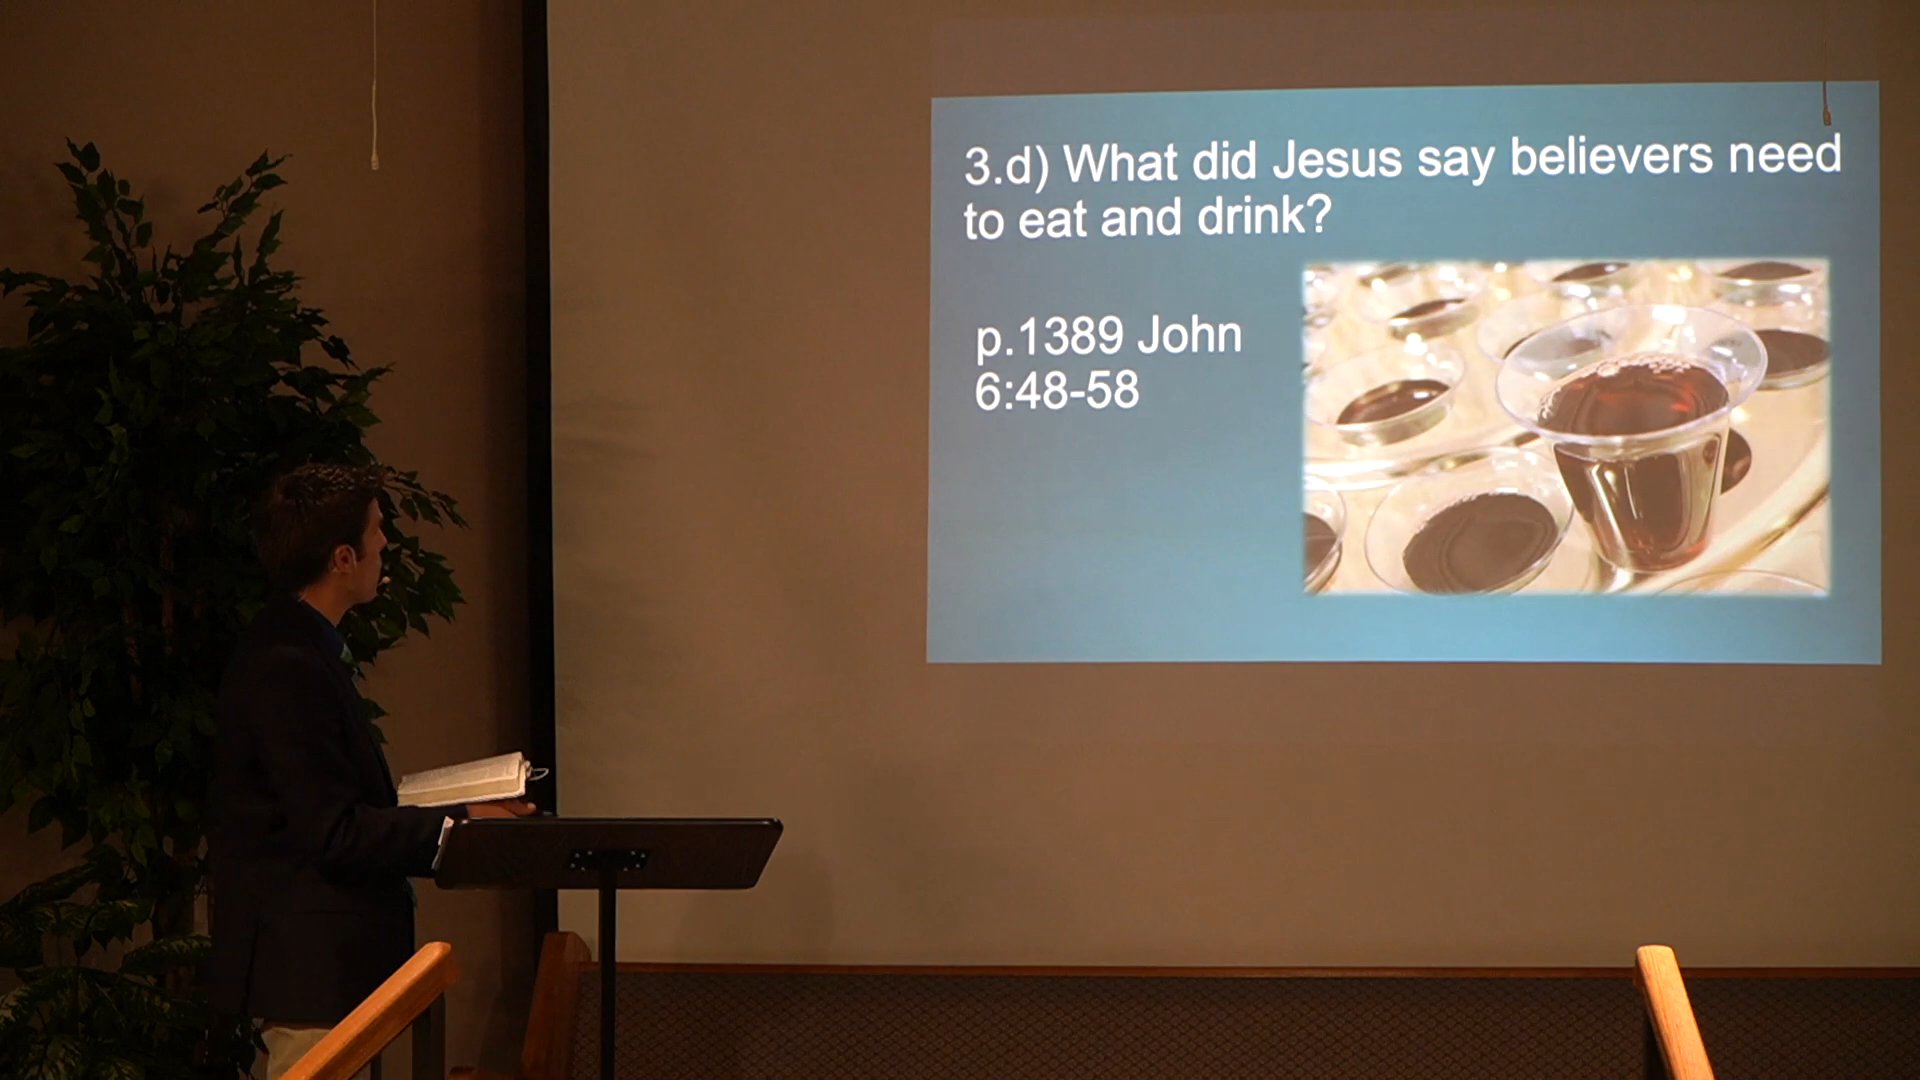 3.d) What did Jesus say believers need
to eat and drink?
p.1389 John
6:48-58